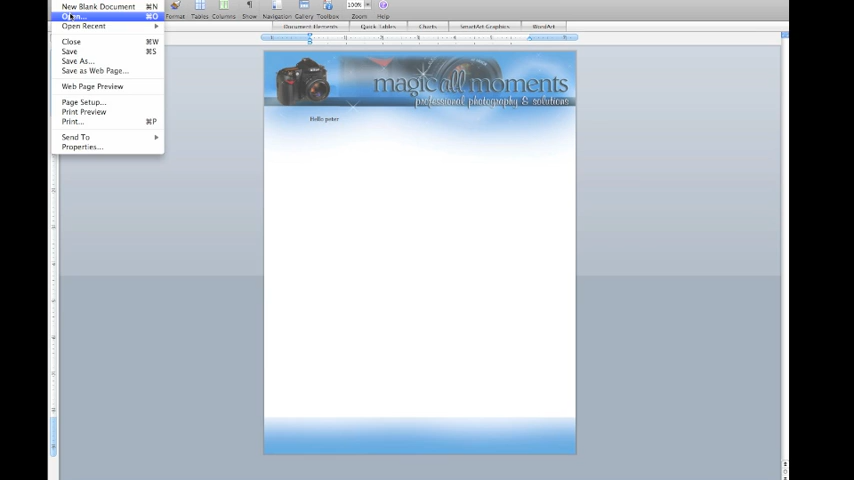 New Blank Document ⌘N
Open... ⌘O
Open Recent
Close ⌘W
Save ⌘S
Save As...
Save as Web Page...
Web Page Preview
Page Setup...
Print Preview
Print... ⌘P
Send To
Properties...
Format Tables Columns Show Navigation Gallery Toolbox Zoom Help
100%
Document Elements Quick Tables Charts SmartArt Graphics WordArt
magic all moments
professional photography & solutions
Hello peter